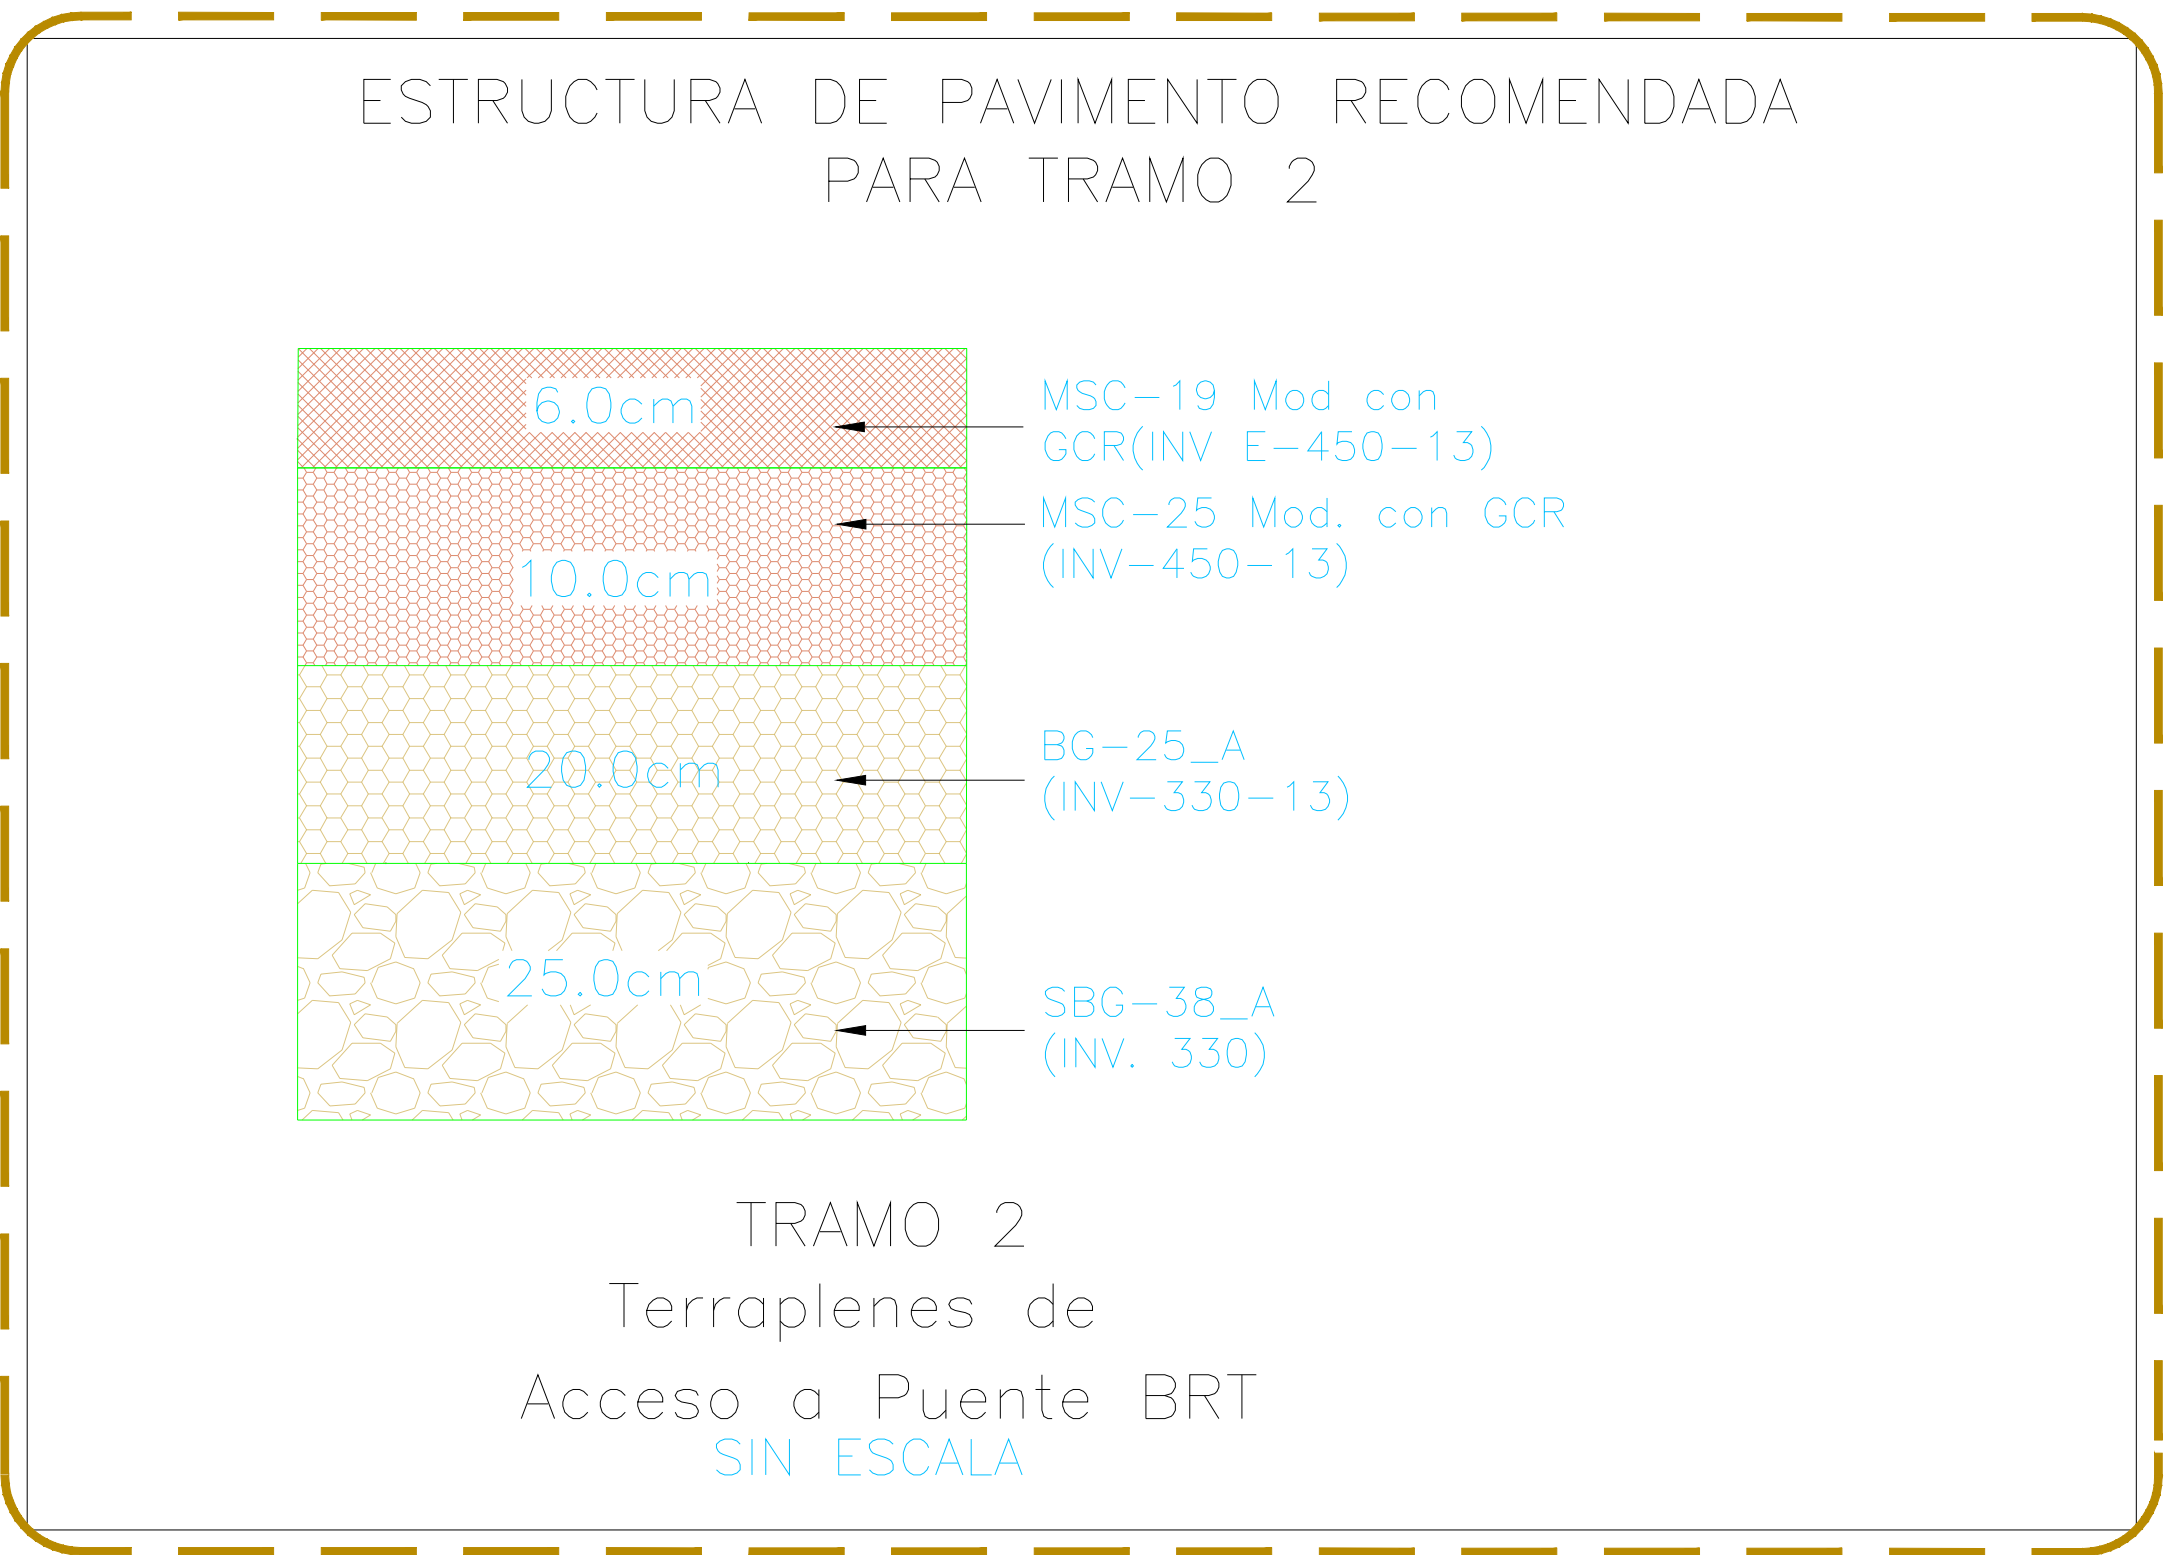 ESTRUCTURA DE PAVIMENTO RECOMENDADA
PARA TRAMO 2
6.0cm
MSC-19 Mod con
GCR(INV E-450-13)
10.0cm
MSC-25 Mod. con GCR
(INV-450-13)
20.0cm
BG-25_A
(INV-330-13)
25.0cm
SBG-38_A
(INV. 330)
TRAMO 2
Terraplenes de
Acceso a Puente BRT
SIN ESCALA